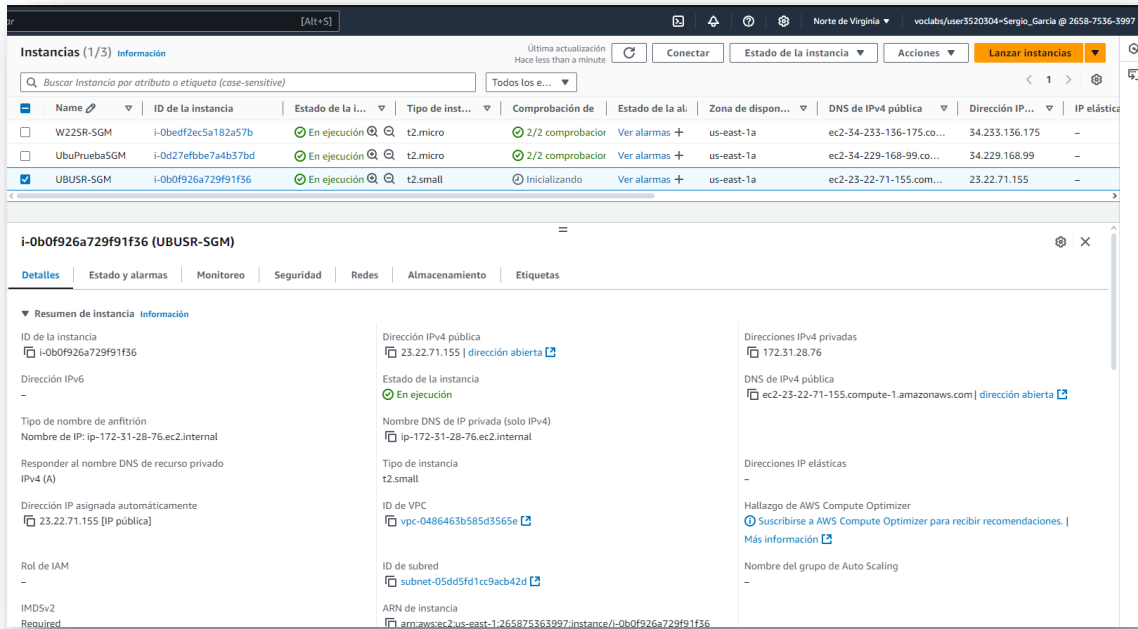 ar
[Alt+S]
Norte de Virginia
voclabs/user3520304=Sergio_Garcia @ 2658-7536-3997
Instancias (1/3) Información
Última actualización
Hace less than a minute
Conectar
Estado de la instancia
Acciones
Lanzar instancias
Buscar Instancia por atributo o etiqueta (case-sensitive)
Todos los e...
1
Name
ID de la instancia
Estado de la i...
Tipo de inst...
Comprobación de
Estado de la al
Zona de dispon...
DNS de IPv4 pública
Dirección IP...
IP elástica
W22SR-SGM i-0bedf2ec5a182a57b En ejecución t2.micro 2/2 comprobacior Ver alarmas + us-east-1a ec2-34-233-136-175.co... 34.233.136.175 –
UbuPruebaSGM i-0d27efbbe7a4b37bd En ejecución t2.micro 2/2 comprobacior Ver alarmas + us-east-1a ec2-34-229-168-99.co... 34.229.168.99 –
UBUSR-SGM i-0b0f926a729f91f36 En ejecución t2.small Inicializando Ver alarmas + us-east-1a ec2-23-22-71-155.com... 23.22.71.155 –
i-0b0f926a729f91f36 (UBUSR-SGM)
Detalles
Estado y alarmas
Monitoreo
Seguridad
Redes
Almacenamiento
Etiquetas
Resumen de instancia Información
ID de la instancia
i-0b0f926a729f91f36
Dirección IPv4 pública
23.22.71.155 | dirección abierta
Direcciones IPv4 privadas
172.31.28.76
Dirección IPv6
–
Estado de la instancia
En ejecución
DNS de IPv4 pública
ec2-23-22-71-155.compute-1.amazonaws.com | dirección abierta
Tipo de nombre de anfitrión
Nombre de IP: ip-172-31-28-76.ec2.internal
Nombre DNS de IP privada (solo IPv4)
ip-172-31-28-76.ec2.internal
Responder al nombre DNS de recurso privado
IPv4 (A)
Tipo de instancia
t2.small
Direcciones IP elásticas
–
Dirección IP asignada automáticamente
23.22.71.155 [IP pública]
ID de VPC
vpc-0486463b585d3565e
Hallazgo de AWS Compute Optimizer
Suscribirse a AWS Compute Optimizer para recibir recomendaciones. |
Más información
Rol de IAM
–
ID de subred
subnet-05dd5fd1cc9acb42d
Nombre del grupo de Auto Scaling
–
IMDSv2
Required
ARN de instancia
arn:aws:ec2:us-east-1:265875363997:instance/i-0b0f926a729f91f36